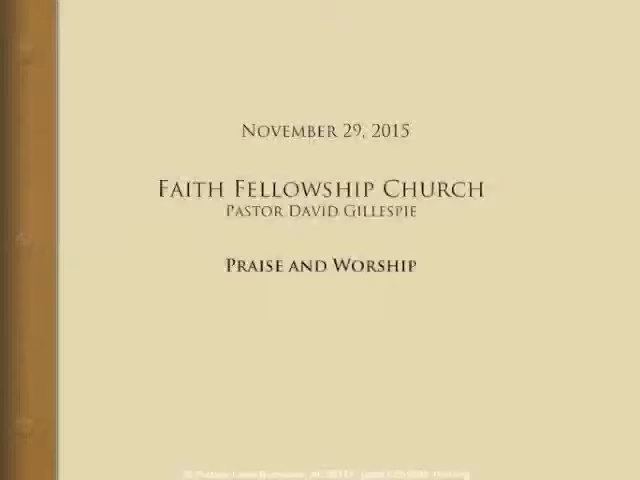 November 29, 2015
Faith Fellowship Church
Pastor David Gillespie
Praise and Worship